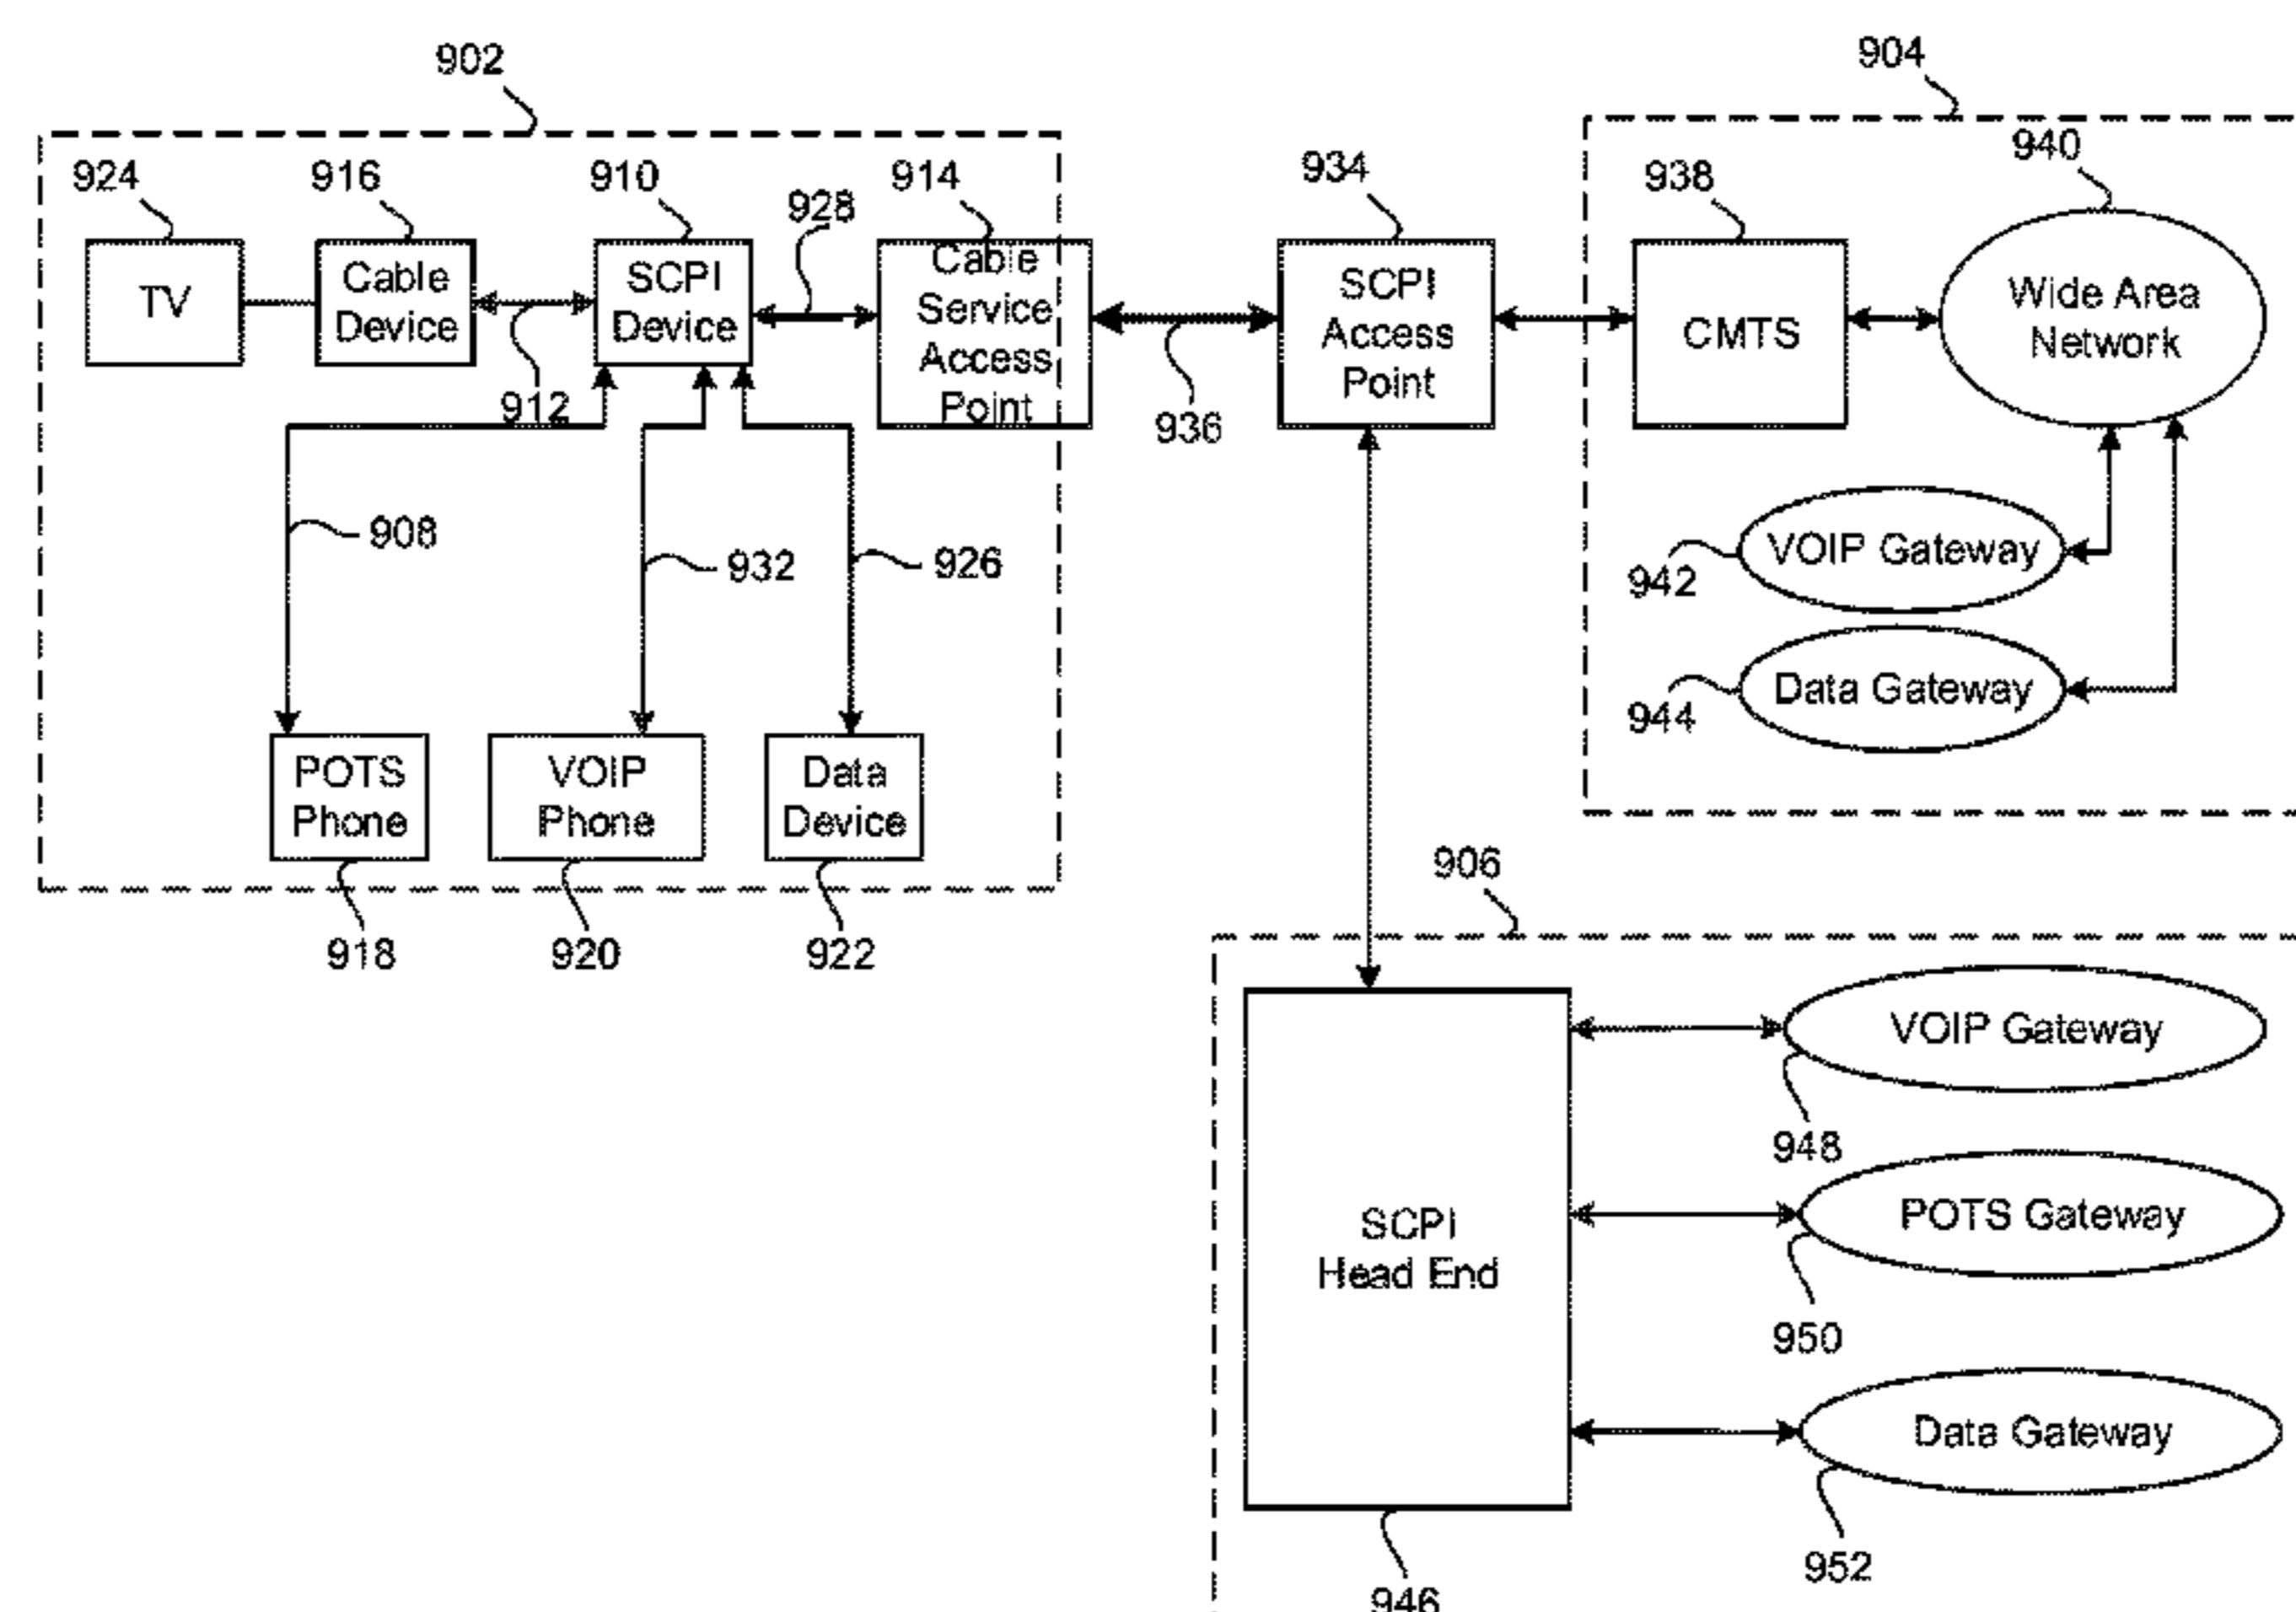 902
904
924
916
910
928
914
934
938
940
TV
Cable
Device
SCPI
Device
Cable
Service
Access
Point
SCPI
Access
Point
CMTS
Wide Area
Network
912
936
908
932
926
VOIP Gateway
942
Data Gateway
944
POTS
Phone
VOIP
Phone
Data
Device
918
920
922
906
VOIP Gateway
948
SCPI
Head End
POTS Gateway
950
Data Gateway
952
946